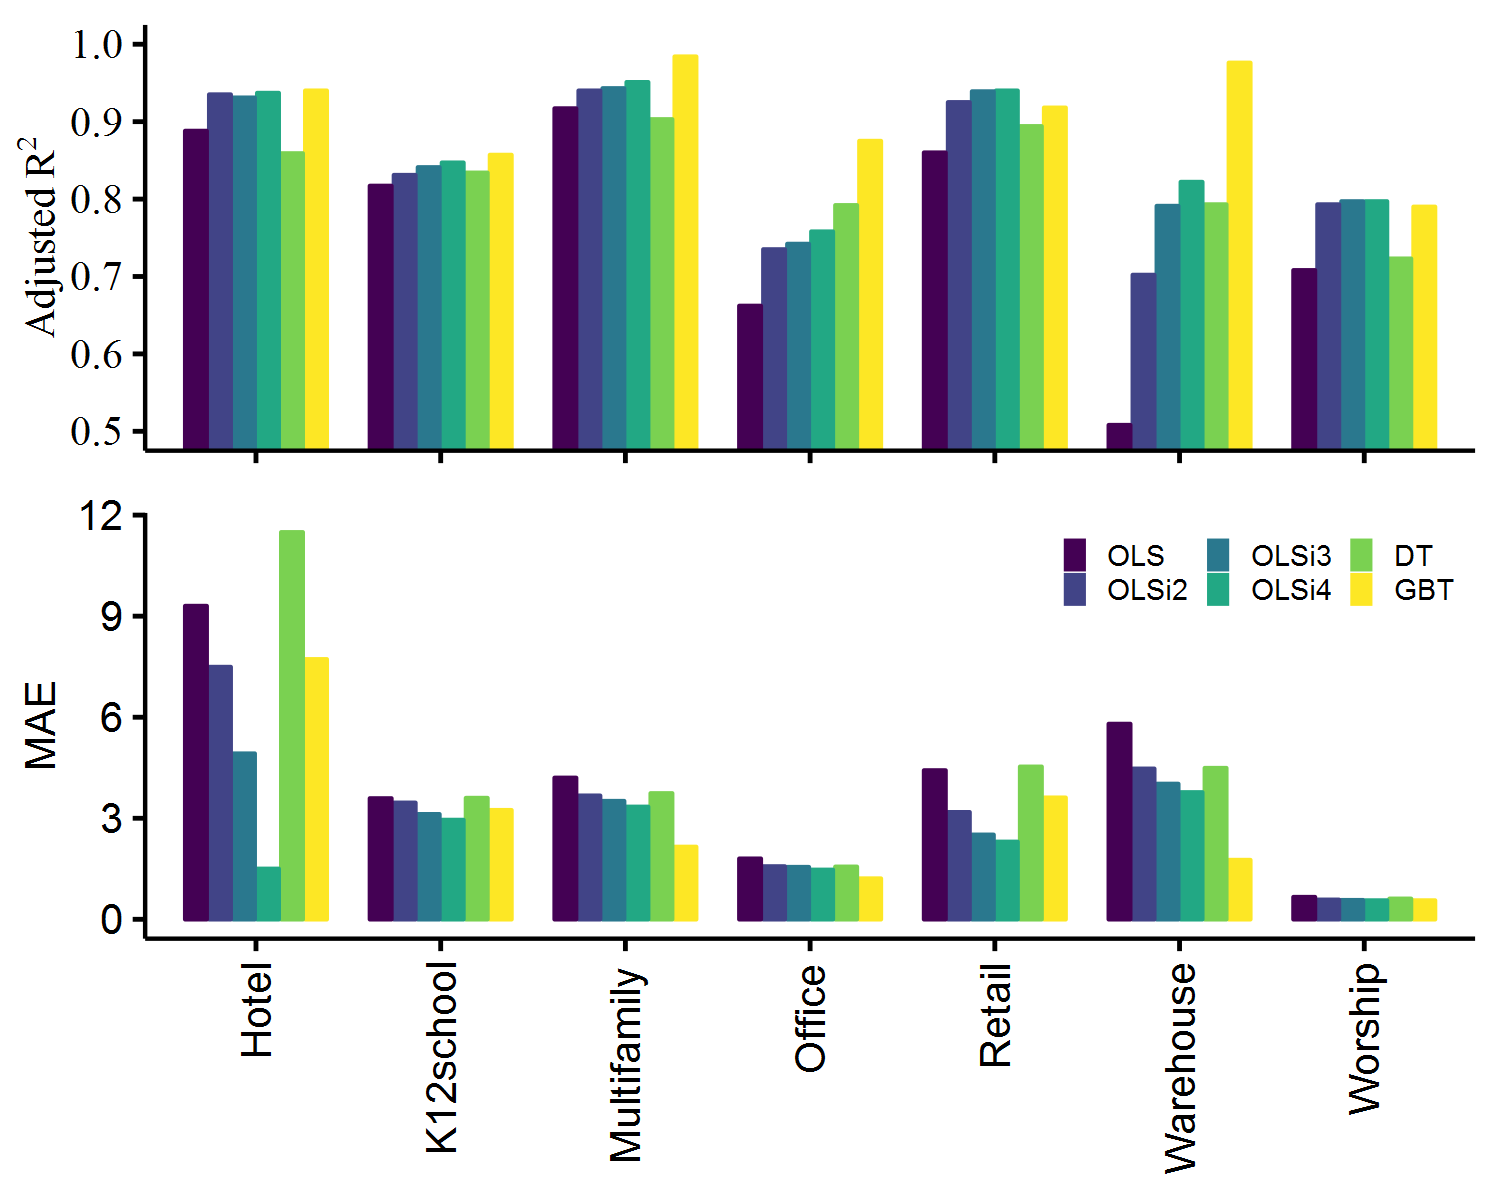 Adjusted R²
1.0
0.9
0.8
0.7
0.6
0.5
MAE
12
9
6
3
0
OLS OLSi3 DT
OLSi2 OLSi4 GBT
Hotel
K12school
Multifamily
Office
Retail
Warehouse
Worship